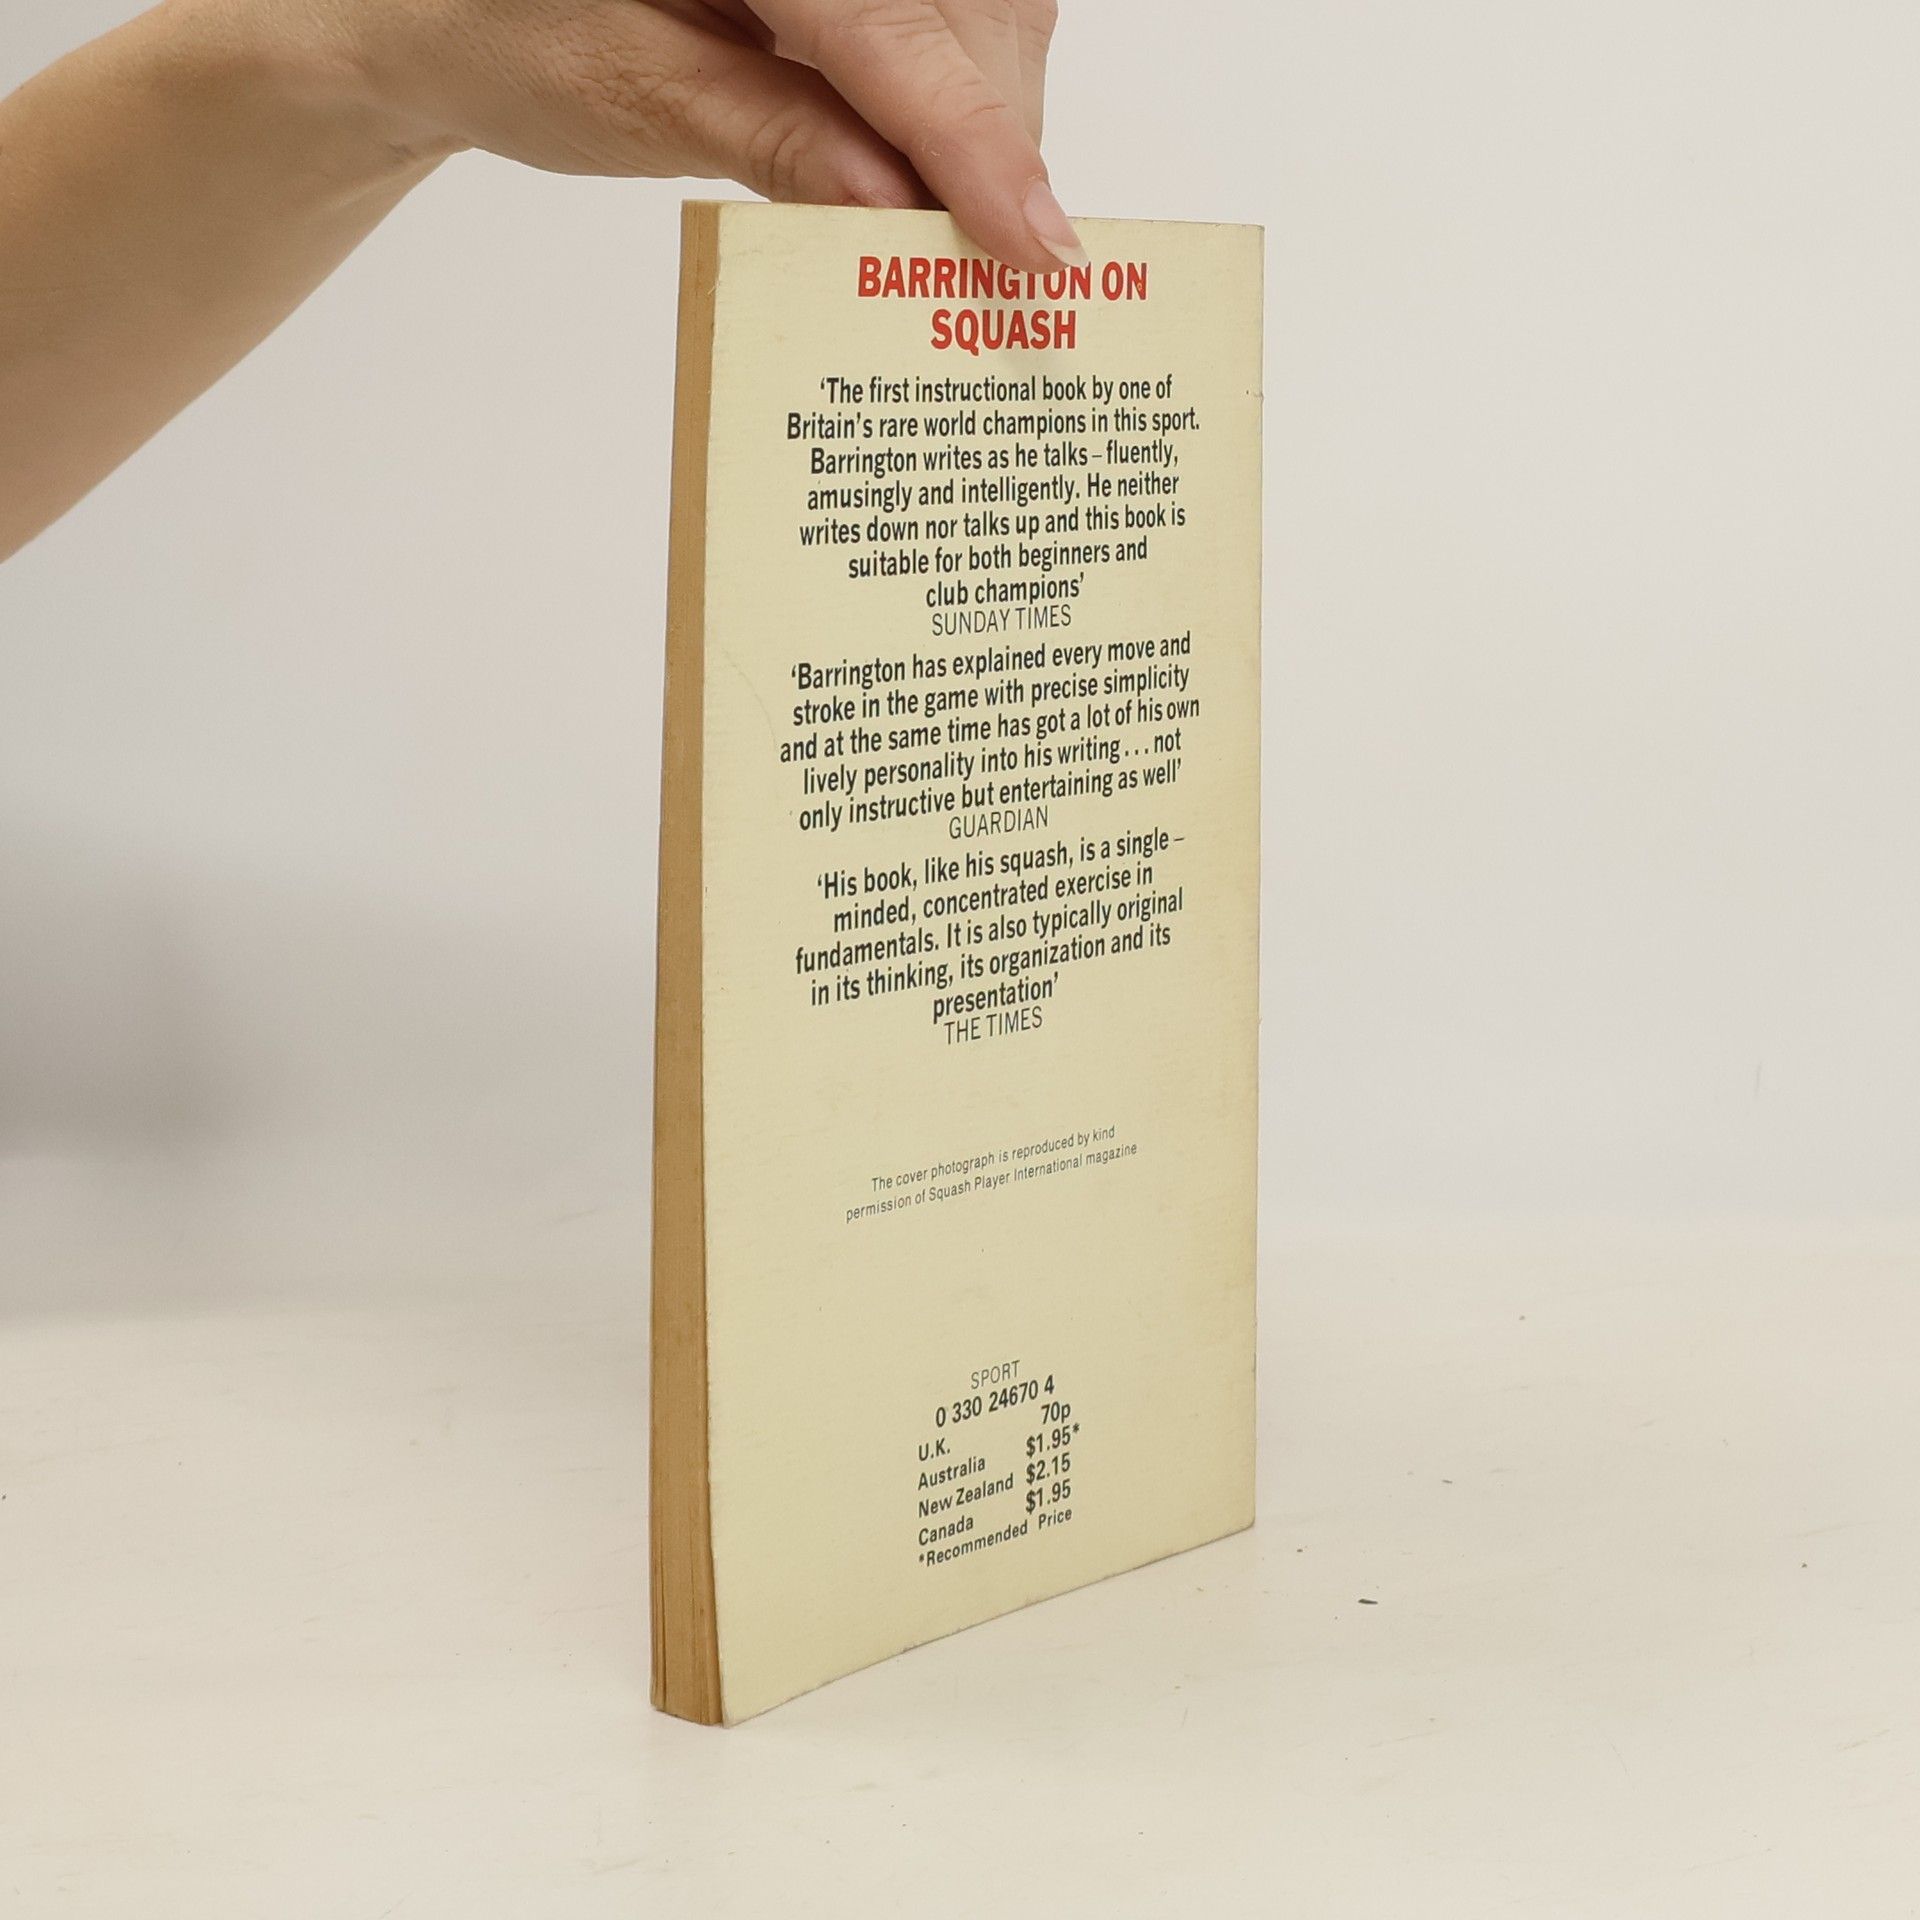 BARRINGTON ON
SQUASH
‘The first instructional book by one of
Britain’s rare world champions in this sport.
Barrington writes as he talks – fluently,
amusingly and intelligently. He neither
writes down nor talks up and this book is
suitable for both beginners and
club champions’
SUNDAY TIMES
‘Barrington has explained every move and
stroke in the game with precise simplicity
and at the same time has got a lot of his own
lively personality into his writing . . . not
only instructive but entertaining as well’
GUARDIAN
‘His book, like his squash, is a single –
minded, concentrated exercise in
fundamentals. It is also typically original
in its thinking, its organization and its
presentation’
THE TIMES
The cover photograph is reproduced by kind
permission of Squash Player International magazine
SPORT
0 330 24670 4
U.K. 70p
Australia $1.95*
New Zealand $2.15
Canada $1.95
*Recommended Price